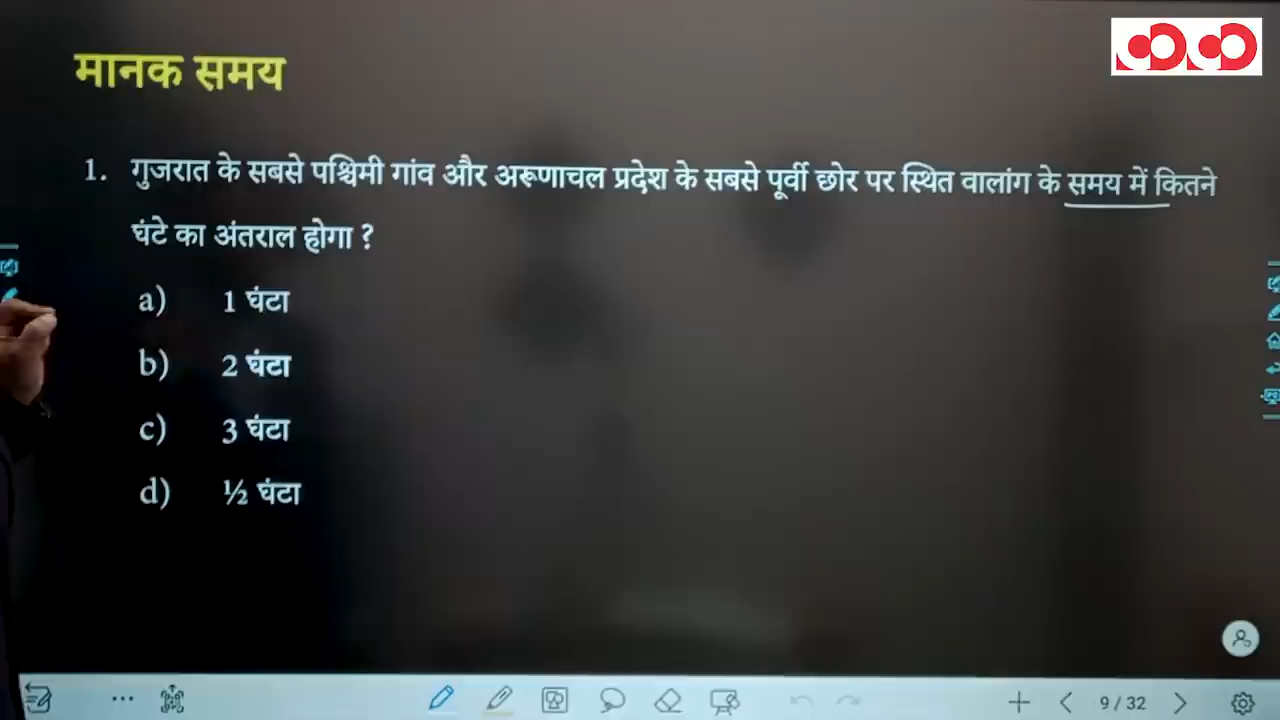 मानक समय
1. गुजरात के सबसे पश्चिमी गांव और अरूणाचल प्रदेश के सबसे पूर्वी छोर पर स्थित वालांग के समय में कितने
घंटे का अंतराल होगा ?
a) 1 घंटा
b) 2 घंटा
c) 3 घंटा
d) ½ घंटा
9 / 32